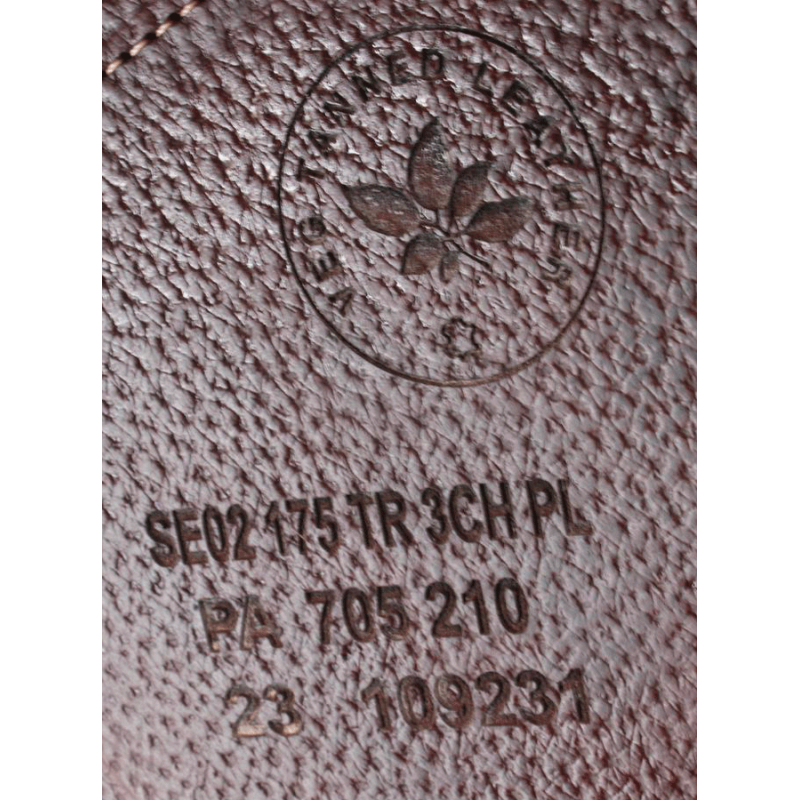 VEG TANNED LEATHER
SE02 175 TR 3CH PL
PA 705 210
23 109231